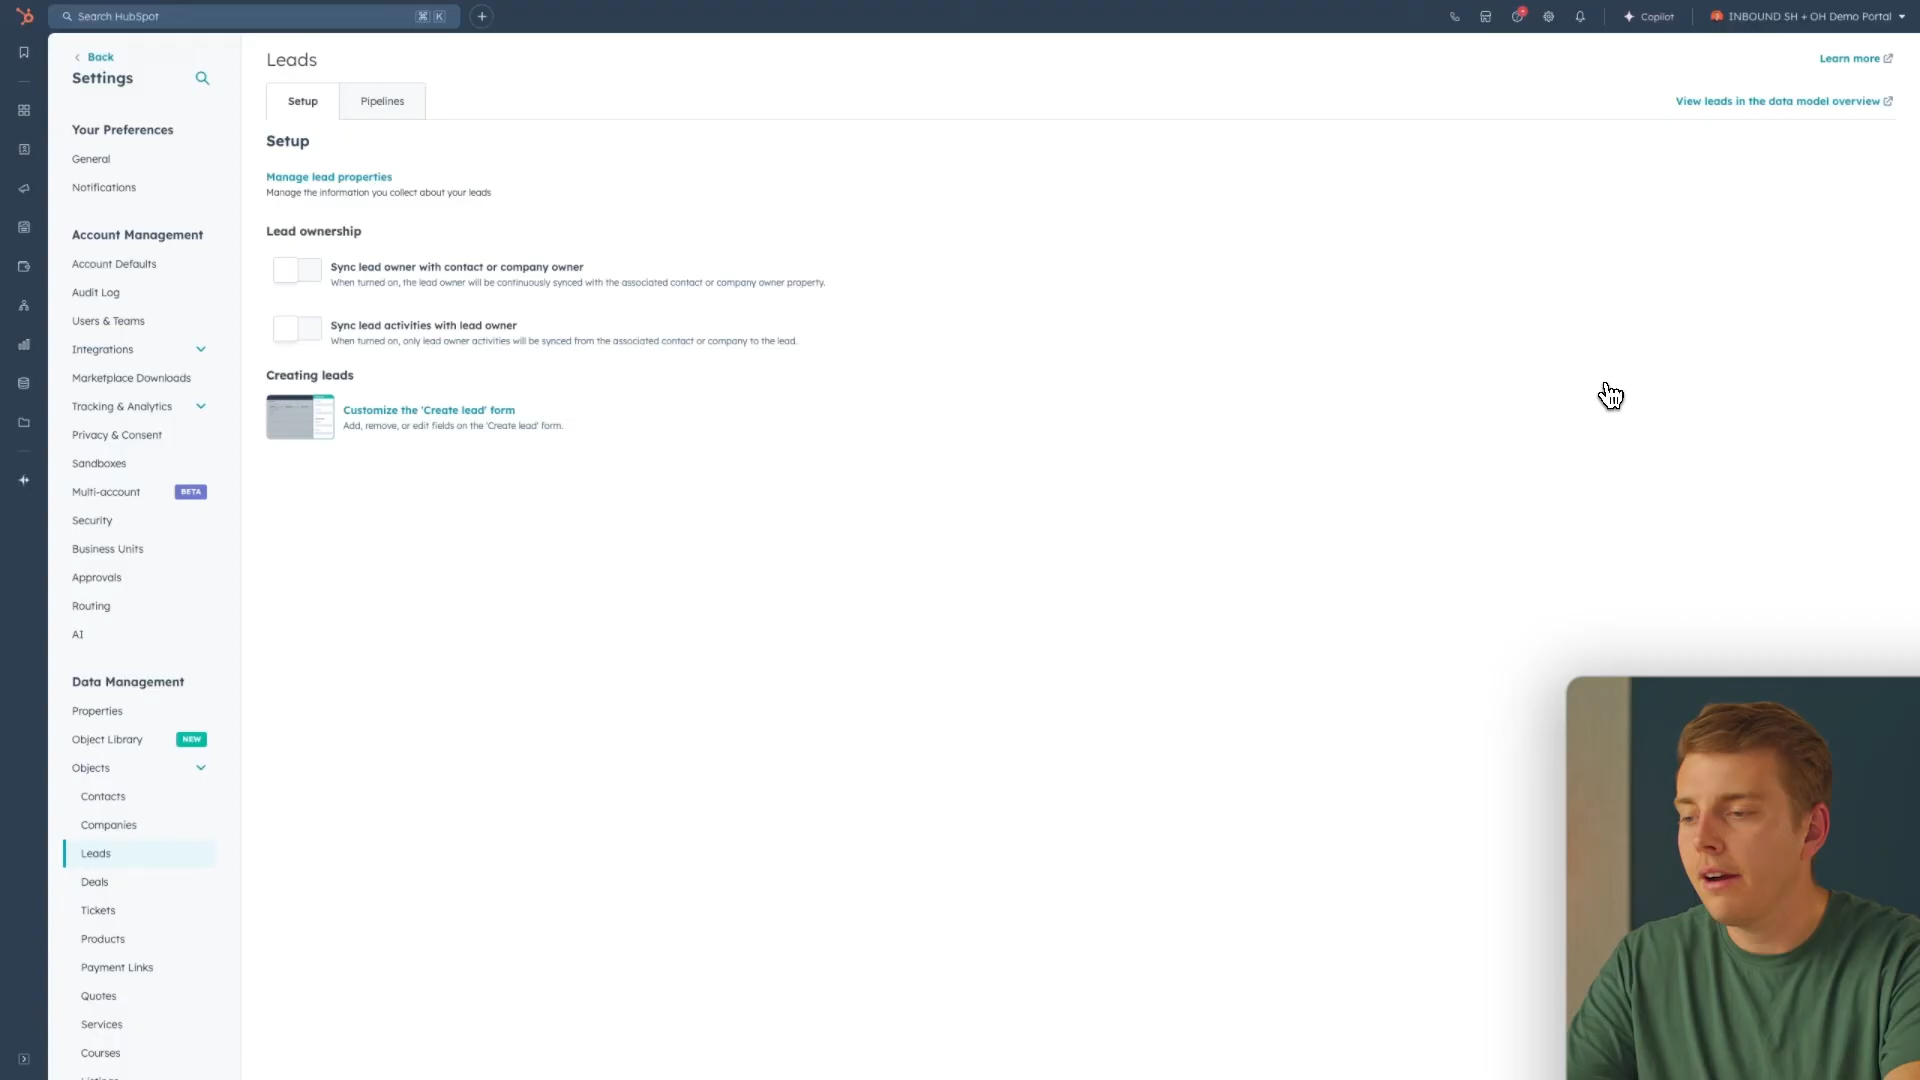 Search HubSpot
⌘ K
Copilot
INBOUND SH + OH Demo Portal
Back
Settings
Your Preferences
General
Notifications
Account Management
Account Defaults
Audit Log
Users & Teams
Integrations
Marketplace Downloads
Tracking & Analytics
Privacy & Consent
Sandboxes
Multi-account BETA
Security
Business Units
Approvals
Routing
AI
Data Management
Properties
Object Library NEW
Objects
Contacts
Companies
Leads
Deals
Tickets
Products
Payment Links
Quotes
Services
Courses
Leads
Learn more
Setup
Pipelines
View leads in the data model overview
Setup
Manage lead properties
Manage the information you collect about your leads
Lead ownership
Sync lead owner with contact or company owner
When turned on, the lead owner will be continuously synced with the associated contact or company owner property.
Sync lead activities with lead owner
When turned on, only lead owner activities will be synced from the associated contact or company to the lead.
Creating leads
Customize the 'Create lead' form
Add, remove, or edit fields on the 'Create lead' form.